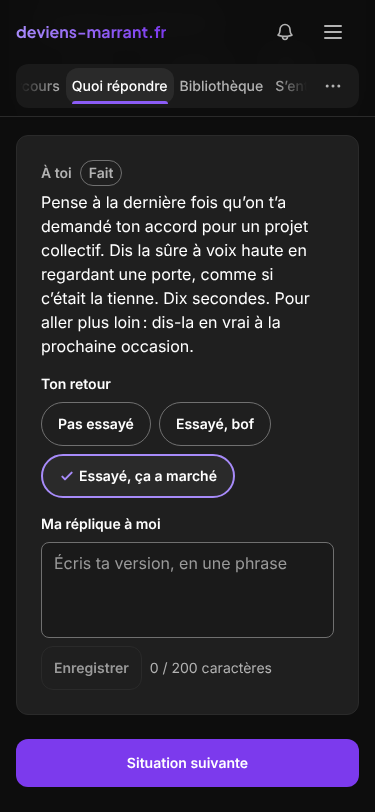 deviens-marrant.fr
cours Quoi répondre Bibliothèque S'en
À toi Fait
Pense à la dernière fois qu'on t'a
demandé ton accord pour un projet
collectif. Dis la sûre à voix haute en
regardant une porte, comme si
c'était la tienne. Dix secondes. Pour
aller plus loin : dis-la en vrai à la
prochaine occasion.
Ton retour
Pas essayé Essayé, bof
Essayé, ça a marché
Ma réplique à moi
Écris ta version, en une phrase
Enregistrer 0 / 200 caractères
Situation suivante